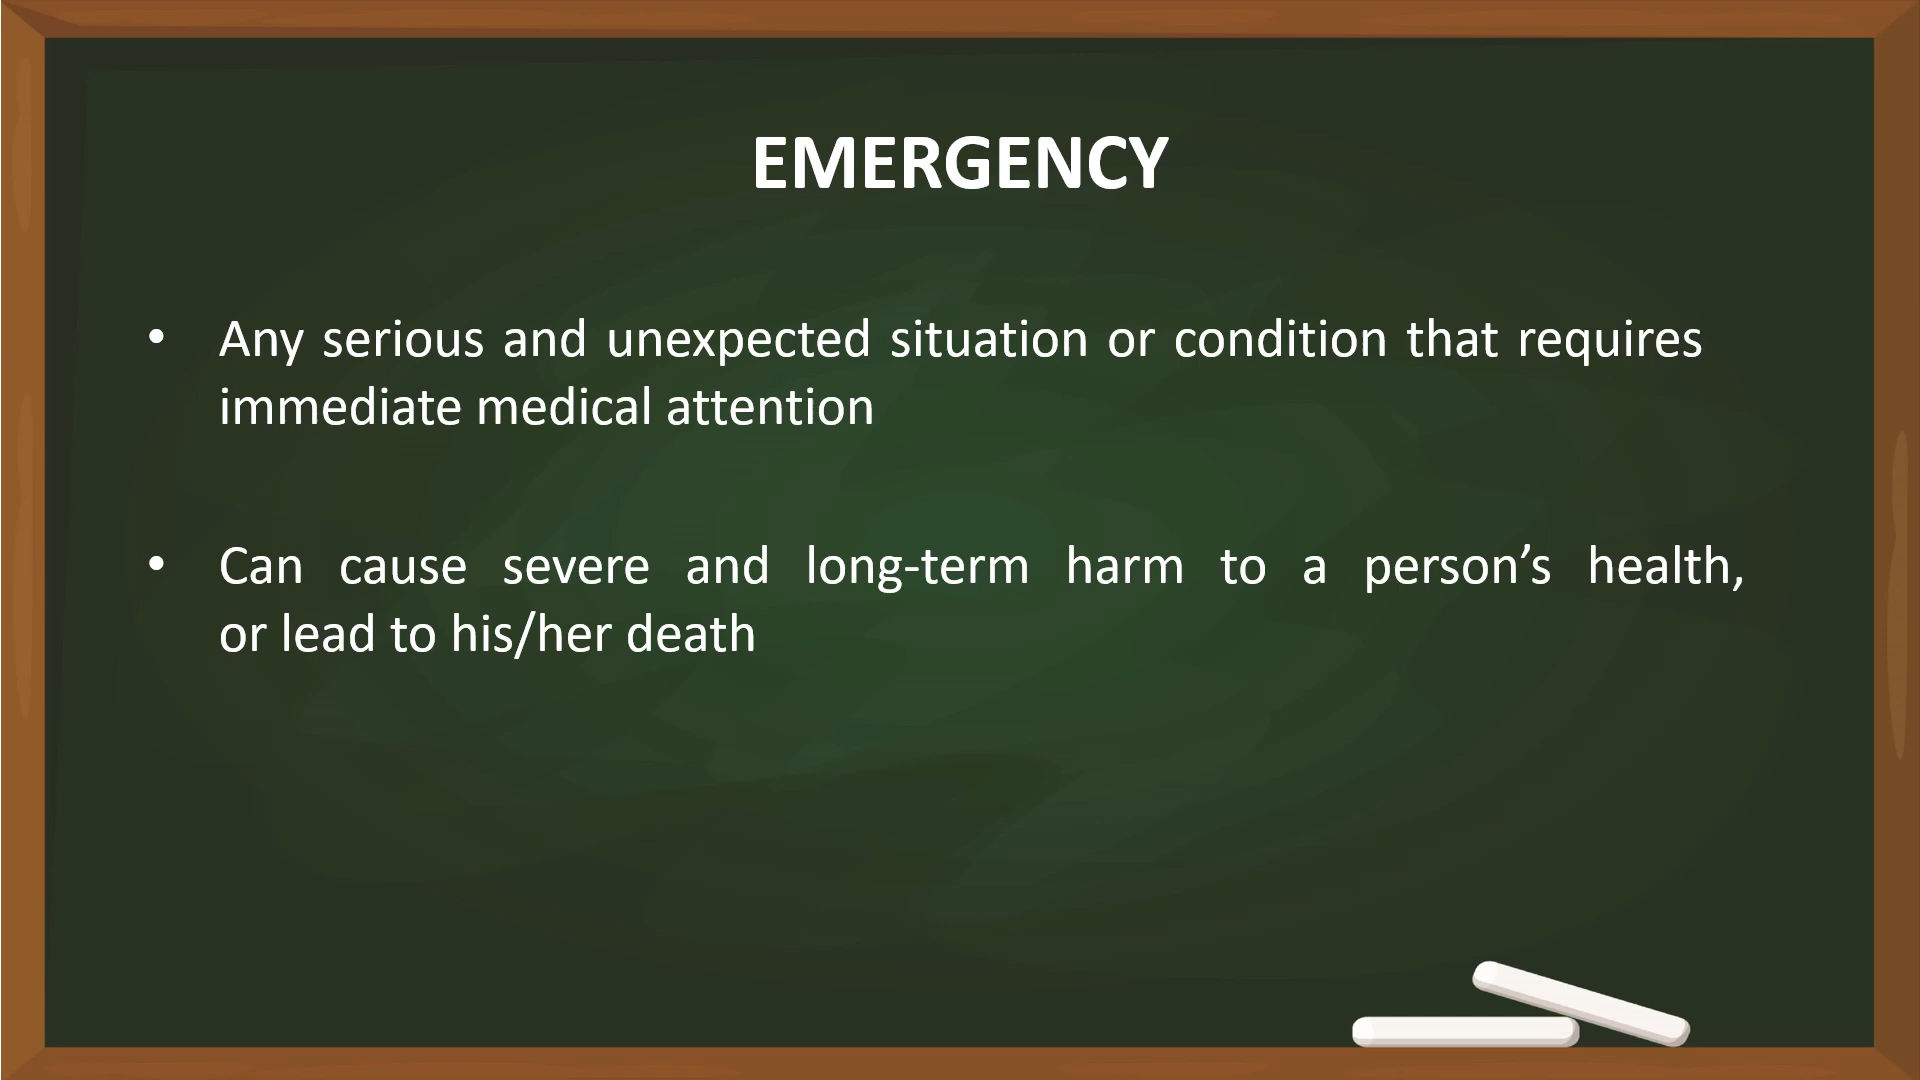 EMERGENCY
• Any serious and unexpected situation or condition that requires
immediate medical attention
• Can cause severe and long-term harm to a person’s health,
or lead to his/her death